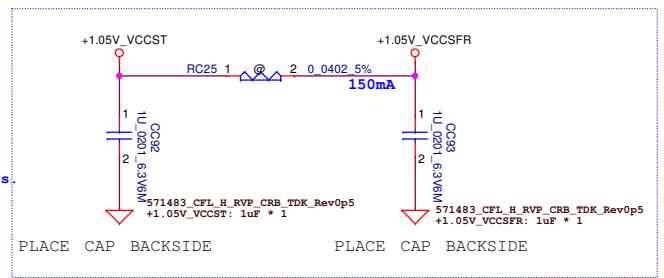 +1.05V_VCCST
+1.05V_VCCSFR
RC25 1 @ 2 0_0402_5%
150mA
1
CC92
1U_0201_6.3V6M
2
1
CC93
1U_0201_6.3V6M
2
s.
571483_CFL_H_RVP_CRB_TDK_Rev0p5
+1.05V_VCCST: 1uF * 1
571483_CFL_H_RVP_CRB_TDK_Rev0p5
+1.05V_VCCSFR: 1uF * 1
PLACE CAP BACKSIDE
PLACE CAP BACKSIDE